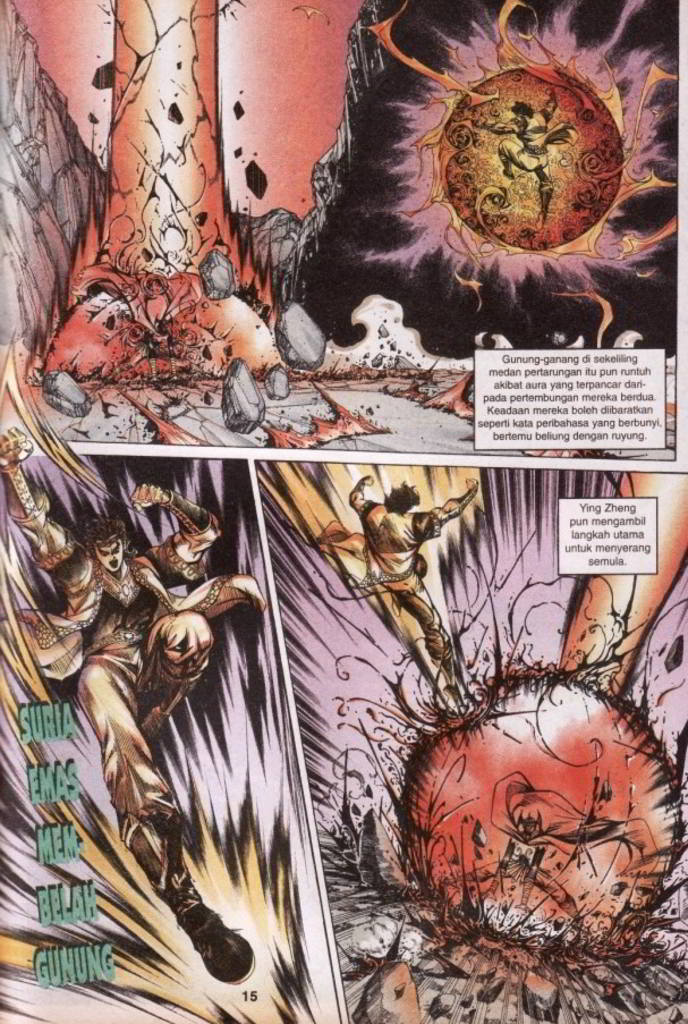 Gunung-ganang di sekeliling
medan pertarungan itu pun runtuh
akibat aura yang terpancar dari-
pada pertembungan mereka berdua.
Keadaan mereka boleh diibaratkan
seperti kata peribahasa yang berbunyi,
bertemu beliung dengan ruyung.
Ying Zheng
pun mengambil
langkah utama
untuk menyerang
semula.
SURIA
EMAS
MEM-
BELAH
GUNUNG
15